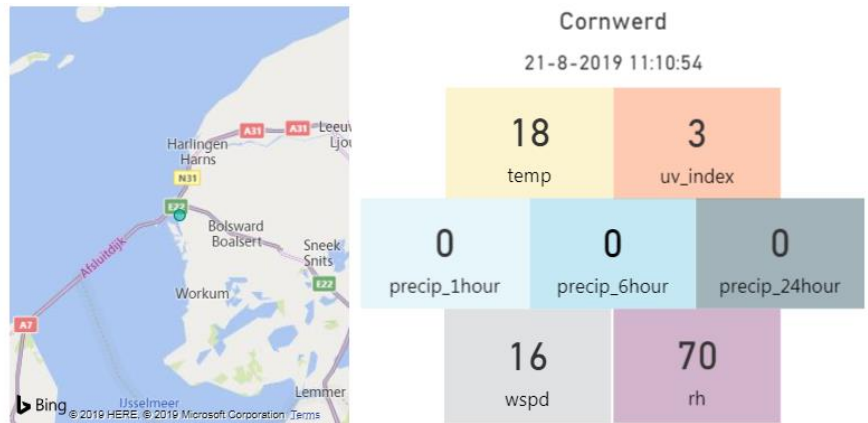 A31
A31
Leeuw
Ljou
Harlingen
Harns
N31
E22
Bolsward
Boalsert
Afsluitdijk
Sneek
Snits
E22
Workum
A7
Lemmer
IJsselmeer
Bing
© 2019 HERE, © 2019 Microsoft Corporation Terms
Cornwerd
21-8-2019 11:10:54
18
temp
3
uv_index
0
precip_1hour
0
precip_6hour
0
precip_24hour
16
wspd
70
rh